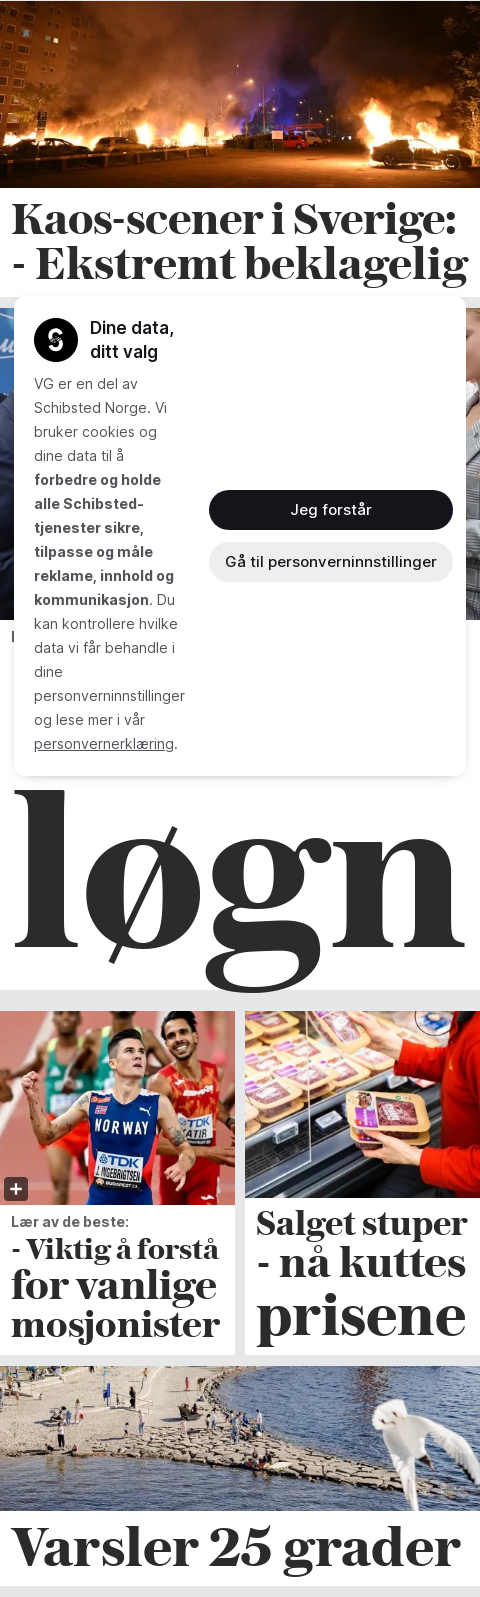 Kaos-scener i Sverige:
- Ekstremt beklagelig
Dine data,
ditt valg
VG er en del av
Schibsted Norge. Vi
bruker cookies og
dine data til å
forbedre og holde
alle Schibsted-
tjenester sikre,
tilpasse og måle
reklame, innhold og
kommunikasjon. Du
kan kontrollere hvilke
data vi får behandle i
dine
personverninnstillinger
og lese mer i vår
personvernerklæring.
Jeg forstår
Gå til personverninnstillinger
løgn
NORWAY
TDK
J. INGEBRIGTSEN
BUDAPEST 23
TDK
KATIR
Lær av de beste:
- Viktig å forstå
for vanlige
mosjonister
Salget stuper
- nå kuttes
prisene
Varsler 25 grader